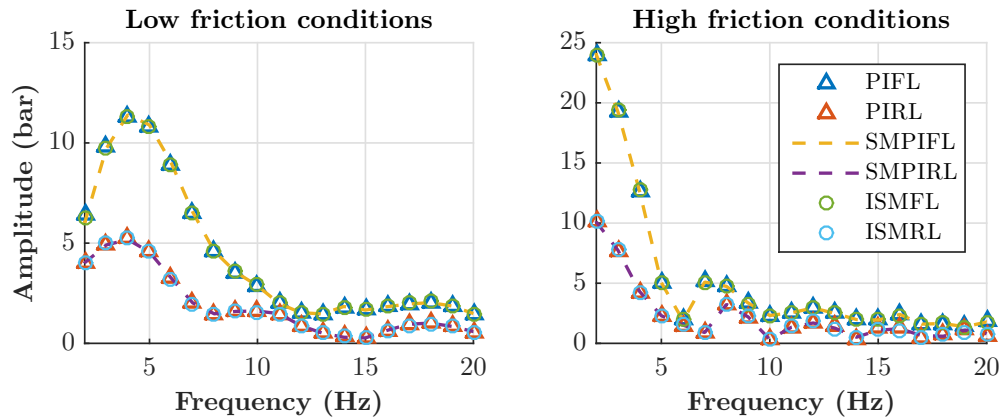 Low friction conditions
15
10
5
0
5
10
15
20
Amplitude (bar)
Frequency (Hz)
High friction conditions
25
20
15
10
5
0
5
10
15
20
Frequency (Hz)
PIFL
PIRL
SMPIFL
SMPIRL
ISMFL
ISMRL